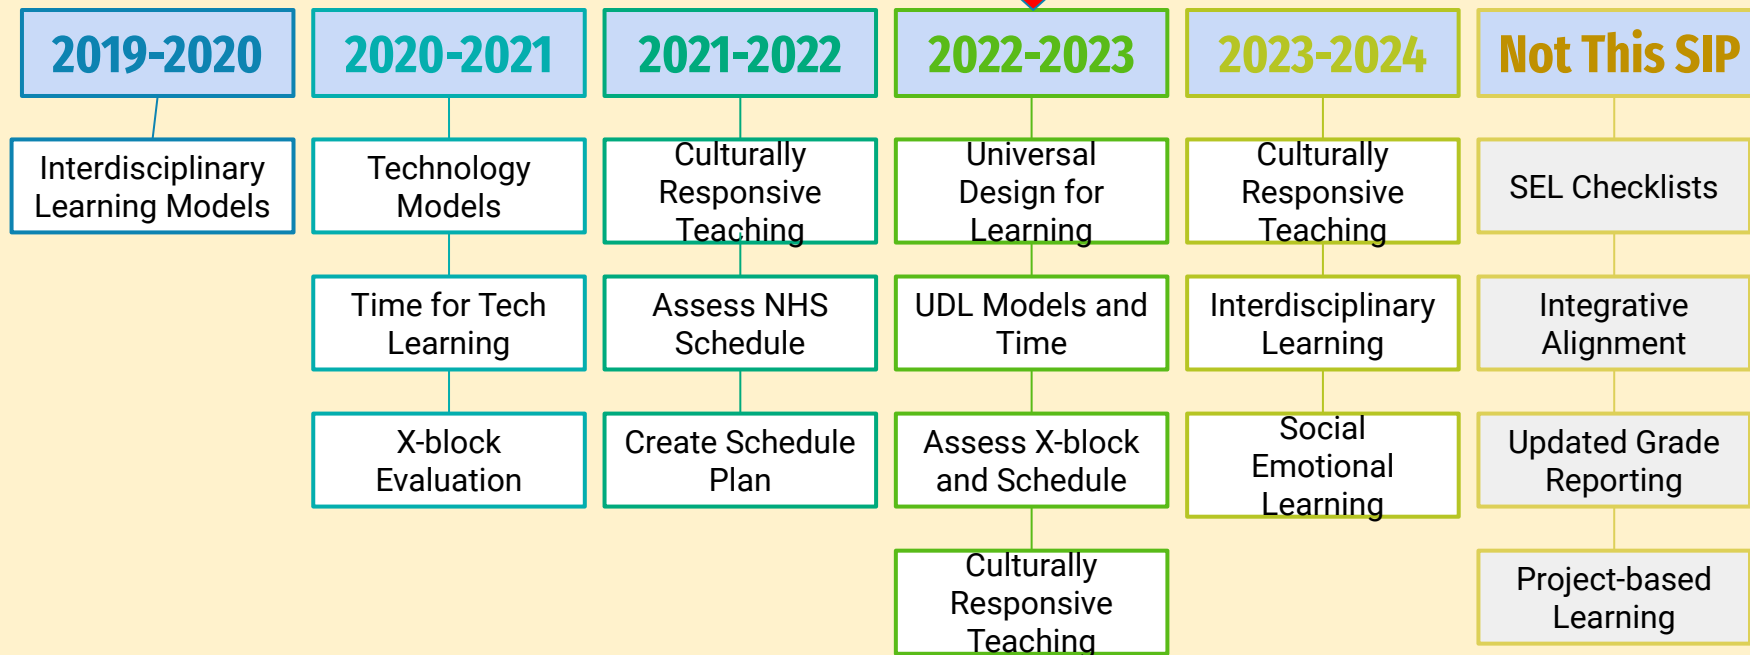 2019-2020
Interdisciplinary
Learning Models
2020-2021
Technology
Models
Time for Tech
Learning
X-block
Evaluation
2021-2022
Culturally
Responsive
Teaching
Assess NHS
Schedule
Create Schedule
Plan
2022-2023
Universal
Design for
Learning
UDL Models and
Time
Assess X-block
and Schedule
Culturally
Responsive
Teaching
2023-2024
Culturally
Responsive
Teaching
Interdisciplinary
Learning
Social
Emotional
Learning
Not This SIP
SEL Checklists
Integrative
Alignment
Updated Grade
Reporting
Project-based
Learning